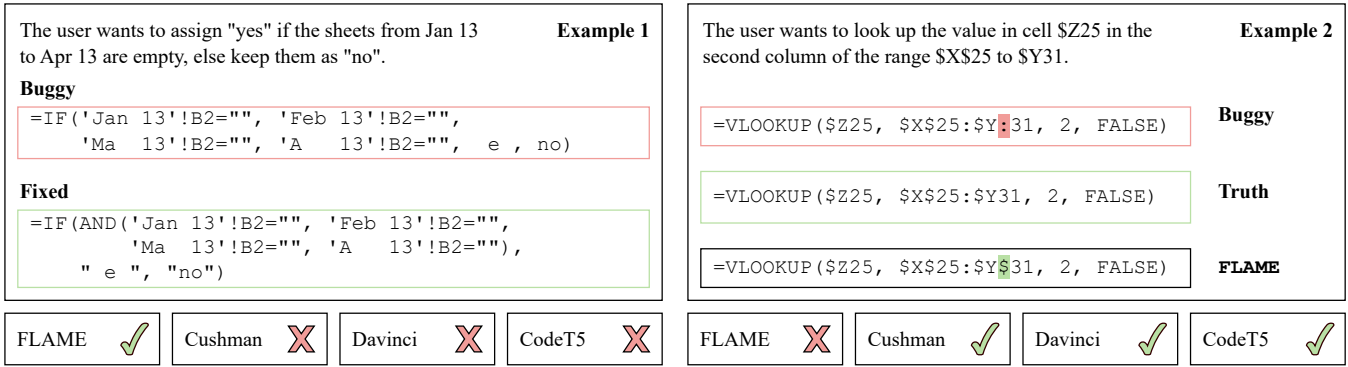 The user wants to assign "yes" if the sheets from Jan 13
to Apr 13 are empty, else keep them as "no".
Example 1
Buggy
=IF('Jan 13'!B2="", 'Feb 13'!B2="",
'Ma  13'!B2="", 'A   13'!B2="",  e , no)
Fixed
=IF(AND('Jan 13'!B2="", 'Feb 13'!B2="",
'Ma  13'!B2="", 'A   13'!B2=""),
" e ", "no")
FLAME
Cushman
Davinci
CodeT5
The user wants to look up the value in cell $Z25 in the
second column of the range $X$25 to $Y31.
Example 2
=VLOOKUP($Z25, $X$25:$Y:31, 2, FALSE)
Buggy
=VLOOKUP($Z25, $X$25:$Y31, 2, FALSE)
Truth
=VLOOKUP($Z25, $X$25:$Y$31, 2, FALSE)
FLAME
FLAME
Cushman
Davinci
CodeT5